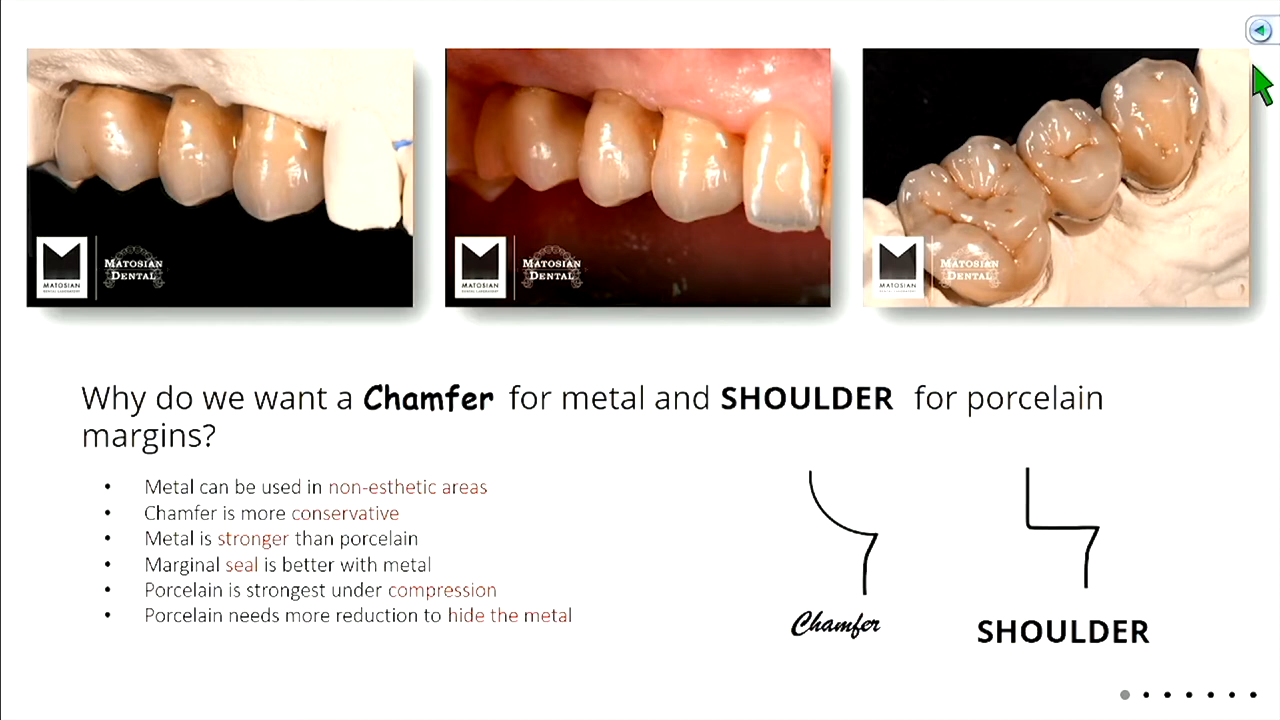 MATOSIAN
DENTAL LABORATORY
MATOSIAN
DENTAL
MATOSIAN
DENTAL LABORATORY
MATOSIAN
DENTAL
MATOSIAN
DENTAL LABORATORY
MATOSIAN
DENTAL
Why do we want a Chamfer for metal and SHOULDER for porcelain
margins?
• Metal can be used in non-esthetic areas
• Chamfer is more conservative
• Metal is stronger than porcelain
• Marginal seal is better with metal
• Porcelain is strongest under compression
• Porcelain needs more reduction to hide the metal
Chamfer
SHOULDER